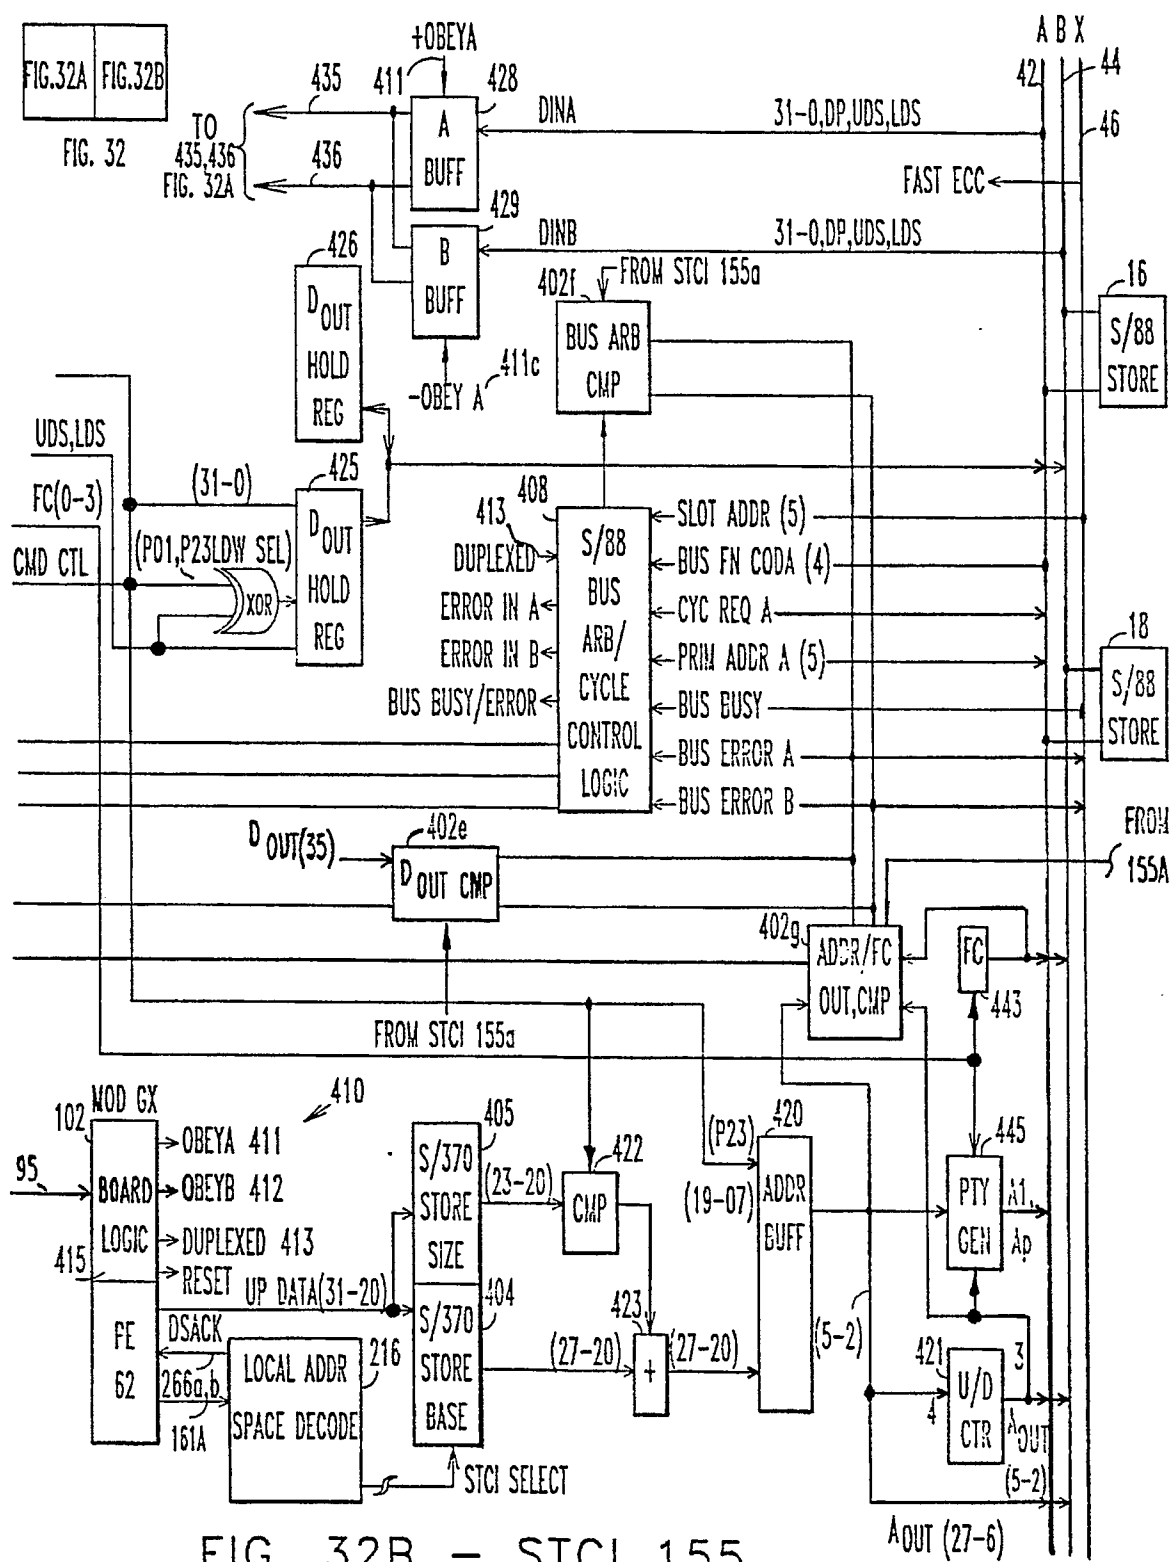 FIG.32A FIG.32B
FIG. 32
+OBEYA
411
428
435
436
TO
435,436
FIG. 32A
A
BUFF
DINA
31-0,DP,UDS,LDS
A B X
42
44
46
FAST ECC
429
B
BUFF
DINB
31-0,DP,UDS,LDS
-OBEY A
411c
426
DOUT
HOLD
REG
402f
FROM STCI 155a
BUS ARB
CMP
16
S/88
STORE
UDS,LDS
FC(0-3)
CMD CTL
(31-0)
(P01,P23LDW SEL)
XOR
425
DOUT
HOLD
REG
408
413
DUPLEXED
ERROR IN A
ERROR IN B
BUS BUSY/ERROR
S/88
BUS
ARB/
CYCLE
CONTROL
LOGIC
SLOT ADDR (5)
BUS FN CODA (4)
CYC REQ A
PRIM ADDR A (5)
BUS BUSY
BUS ERROR A
BUS ERROR B
18
S/88
STORE
FROM
155A
DOUT(35)
402e
DOUT CMP
FROM STCI 155a
402g
ADDR/FC
OUT,CMP
FC
443
MOD GX
102
95
BOARD
LOGIC
415
PE
62
410
OBEYA 411
OBEYB 412
DUPLEXED 413
RESET
UP DATA(31-20)
DSACK
266a,b
161A
LOCAL ADDR
SPACE DECODE
216
405
S/370
STORE
SIZE
404
S/370
STORE
BASE
STCI SELECT
(23-20)
422
CMP
(27-20)
423
+
(27-20)
(P23)
(19-07)
420
ADDR
BUFF
(5-2)
445
PTY
GEN
A1,
Ap
421
U/D
CTR
4
3
AOUT
(5-2)
AOUT (27-6)
FIG. 32B - STCI 155